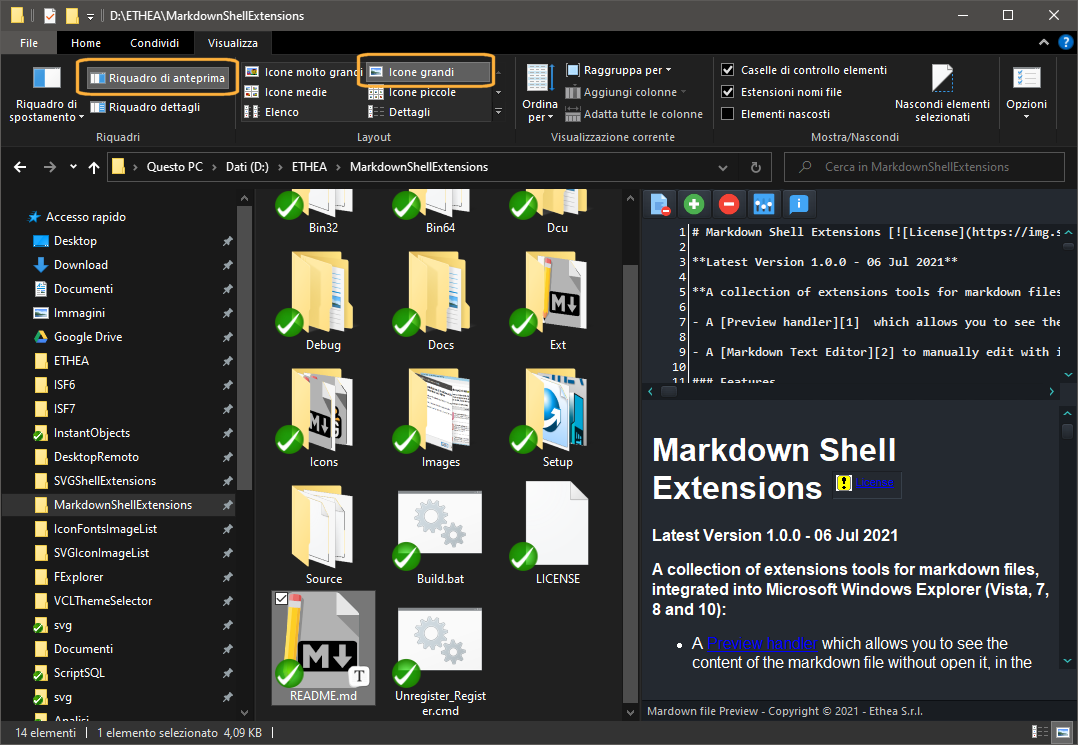 D:\ETHEA\MarkdownShellExtensions
File Home Condividi Visualizza
Riquadro di spostamento
Riquadro di anteprima
Riquadro dettagli
Riquadri
Icone molto grandi
Icone grandi
Icone medie
Icone piccole
Elenco
Dettagli
Layout
Ordina per
Raggruppa per
Aggiungi colonne
Adatta tutte le colonne
Visualizzazione corrente
Caselle di controllo elementi
Estensioni nomi file
Elementi nascosti
Nascondi elementi selezionati
Mostra/Nascondi
Opzioni
Questo PC > Dati (D:) > ETHEA > MarkdownShellExtensions
Cerca in MarkdownShellExtensions
Accesso rapido
Desktop
Download
Documenti
Immagini
Google Drive
ETHEA
ISF6
ISF7
InstantObjects
DesktopRemoto
SVGShellExtensions
MarkdownShellExtensions
IconFontsImageList
SVGIconImageList
FExplorer
VCLThemeSelector
svg
Documenti
ScriptSQL
svg
Analisi
Bin32
Bin64
Dcu
Debug
Docs
Ext
Icons
Images
Setup
Source
Build.bat
LICENSE
README.md
Unregister_Register.cmd
1 # Markdown Shell Extensions [![License](https://img.s
2
3 **Latest Version 1.0.0 - 06 Jul 2021**
4
5 **A collection of extensions tools for markdown files
6
7 - A [Preview handler][1]  which allows you to see the
8
9 - A [Markdown Text Editor][2] to manually edit with i
10
11 ### Features
Markdown Shell
Extensions License
Latest Version 1.0.0 - 06 Jul 2021
A collection of extensions tools for markdown files,
integrated into Microsoft Windows Explorer (Vista, 7,
8 and 10):
• A Preview handler which allows you to see the
content of the markdown file without open it, in the
Mardown file Preview - Copyright © 2021 - Ethea S.r.l.
14 elementi | 1 elemento selezionato 4,09 KB |